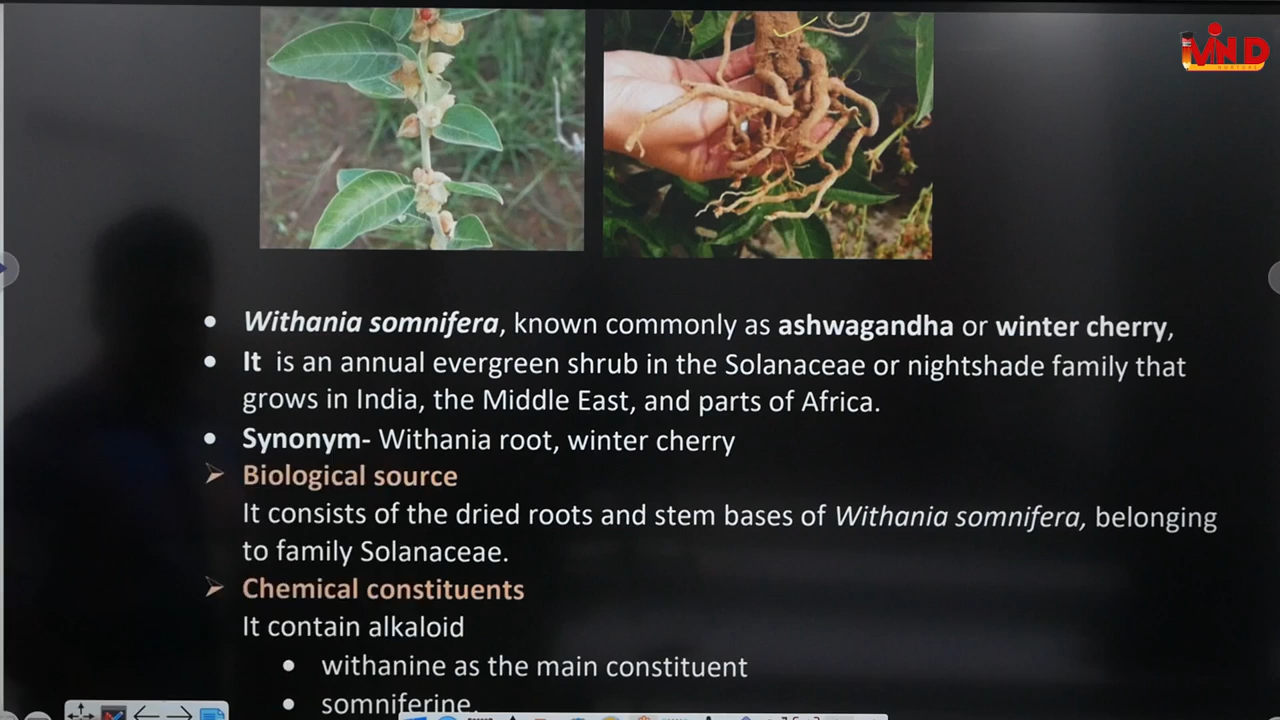 MIND
NURTURE
Withania somnifera, known commonly as ashwagandha or winter cherry,
It is an annual evergreen shrub in the Solanaceae or nightshade family that
grows in India, the Middle East, and parts of Africa.
Synonym- Withania root, winter cherry
Biological source
It consists of the dried roots and stem bases of Withania somnifera, belonging
to family Solanaceae.
Chemical constituents
It contain alkaloid
withanine as the main constituent
somniferine.